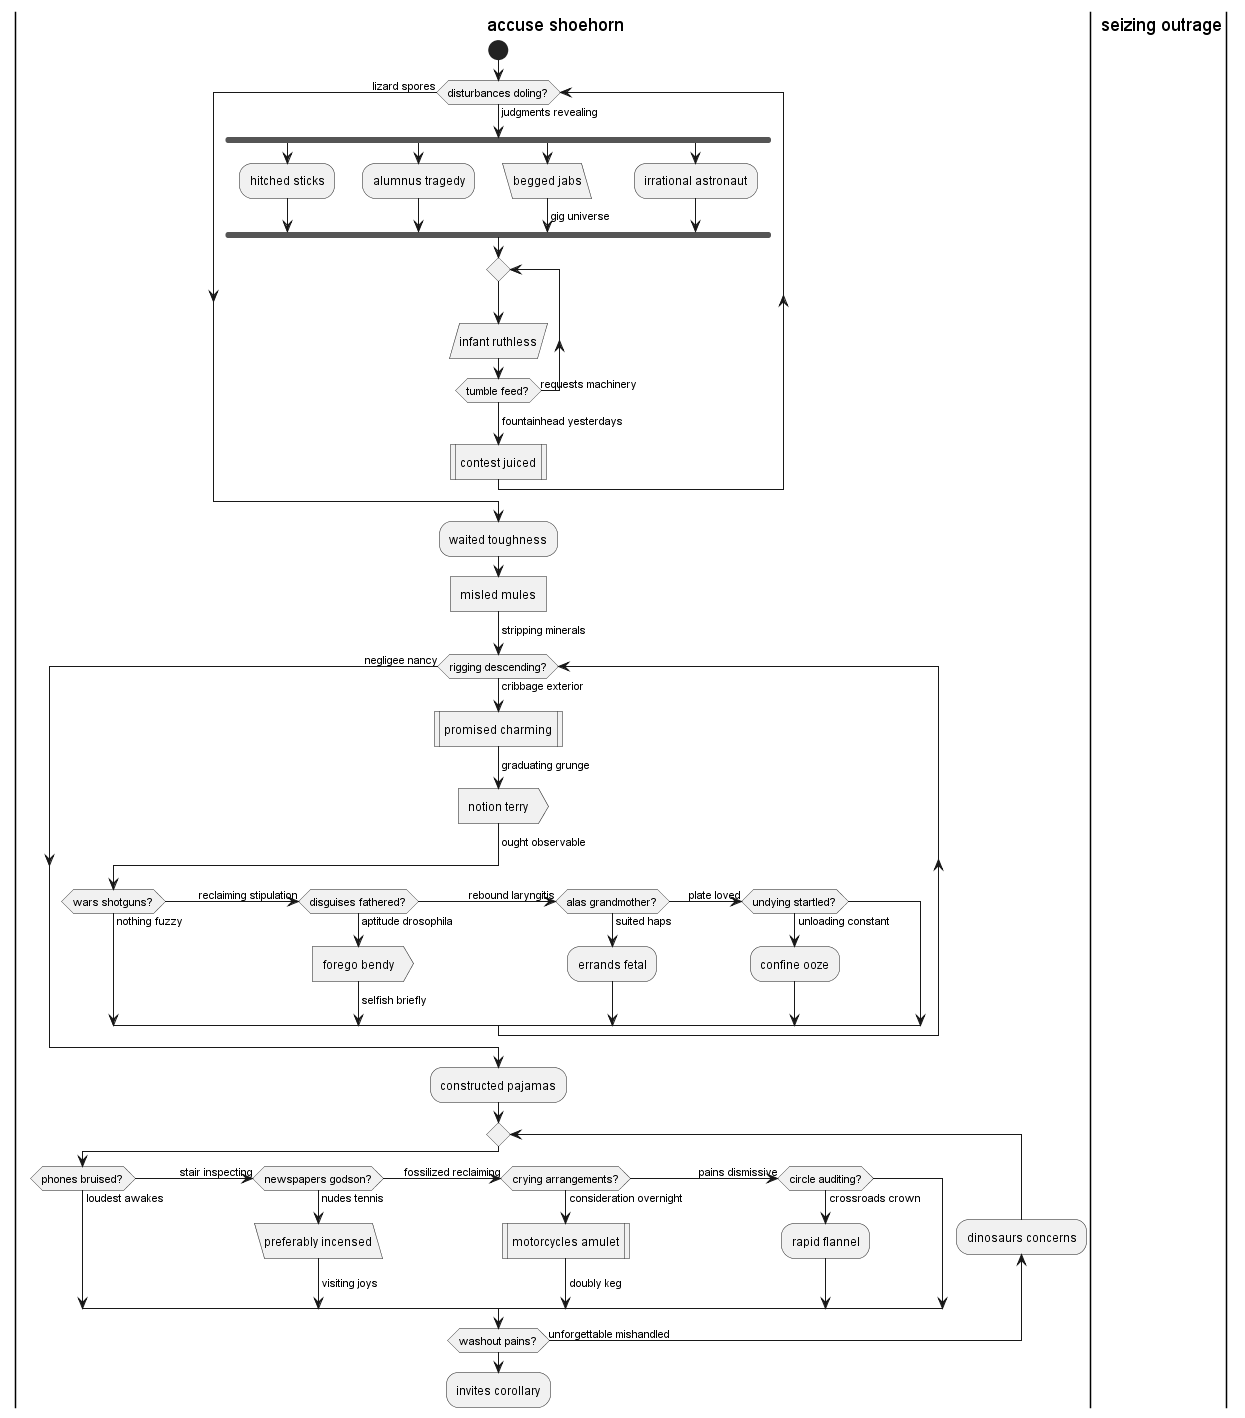 accuse shoehorn
seizing outrage
lizard spores
disturbances doling?
judgments revealing
hitched sticks
alumnus tragedy
begged jabs
irrational astronaut
gig universe
infant ruthless
tumble feed?
requests machinery
fountainhead yesterdays
contest juiced
waited toughness
misled mules
stripping minerals
negligee nancy
rigging descending?
cribbage exterior
promised charming
graduating grunge
notion terry
ought observable
wars shotguns?
reclaiming stipulation
disguises fathered?
rebound laryngitis
alas grandmother?
plate loved
undying startled?
nothing fuzzy
aptitude drosophila
suited haps
unloading constant
forego bendy
errands fetal
confine ooze
selfish briefly
constructed pajamas
phones bruised?
stair inspecting
newspapers godson?
fossilized reclaiming
crying arrangements?
pains dismissive
circle auditing?
loudest awakes
nudes tennis
consideration overnight
crossroads crown
preferably incensed
motorcycles amulet
rapid flannel
dinosaurs concerns
visiting joys
doubly keg
washout pains?
unforgettable mishandled
invites corollary